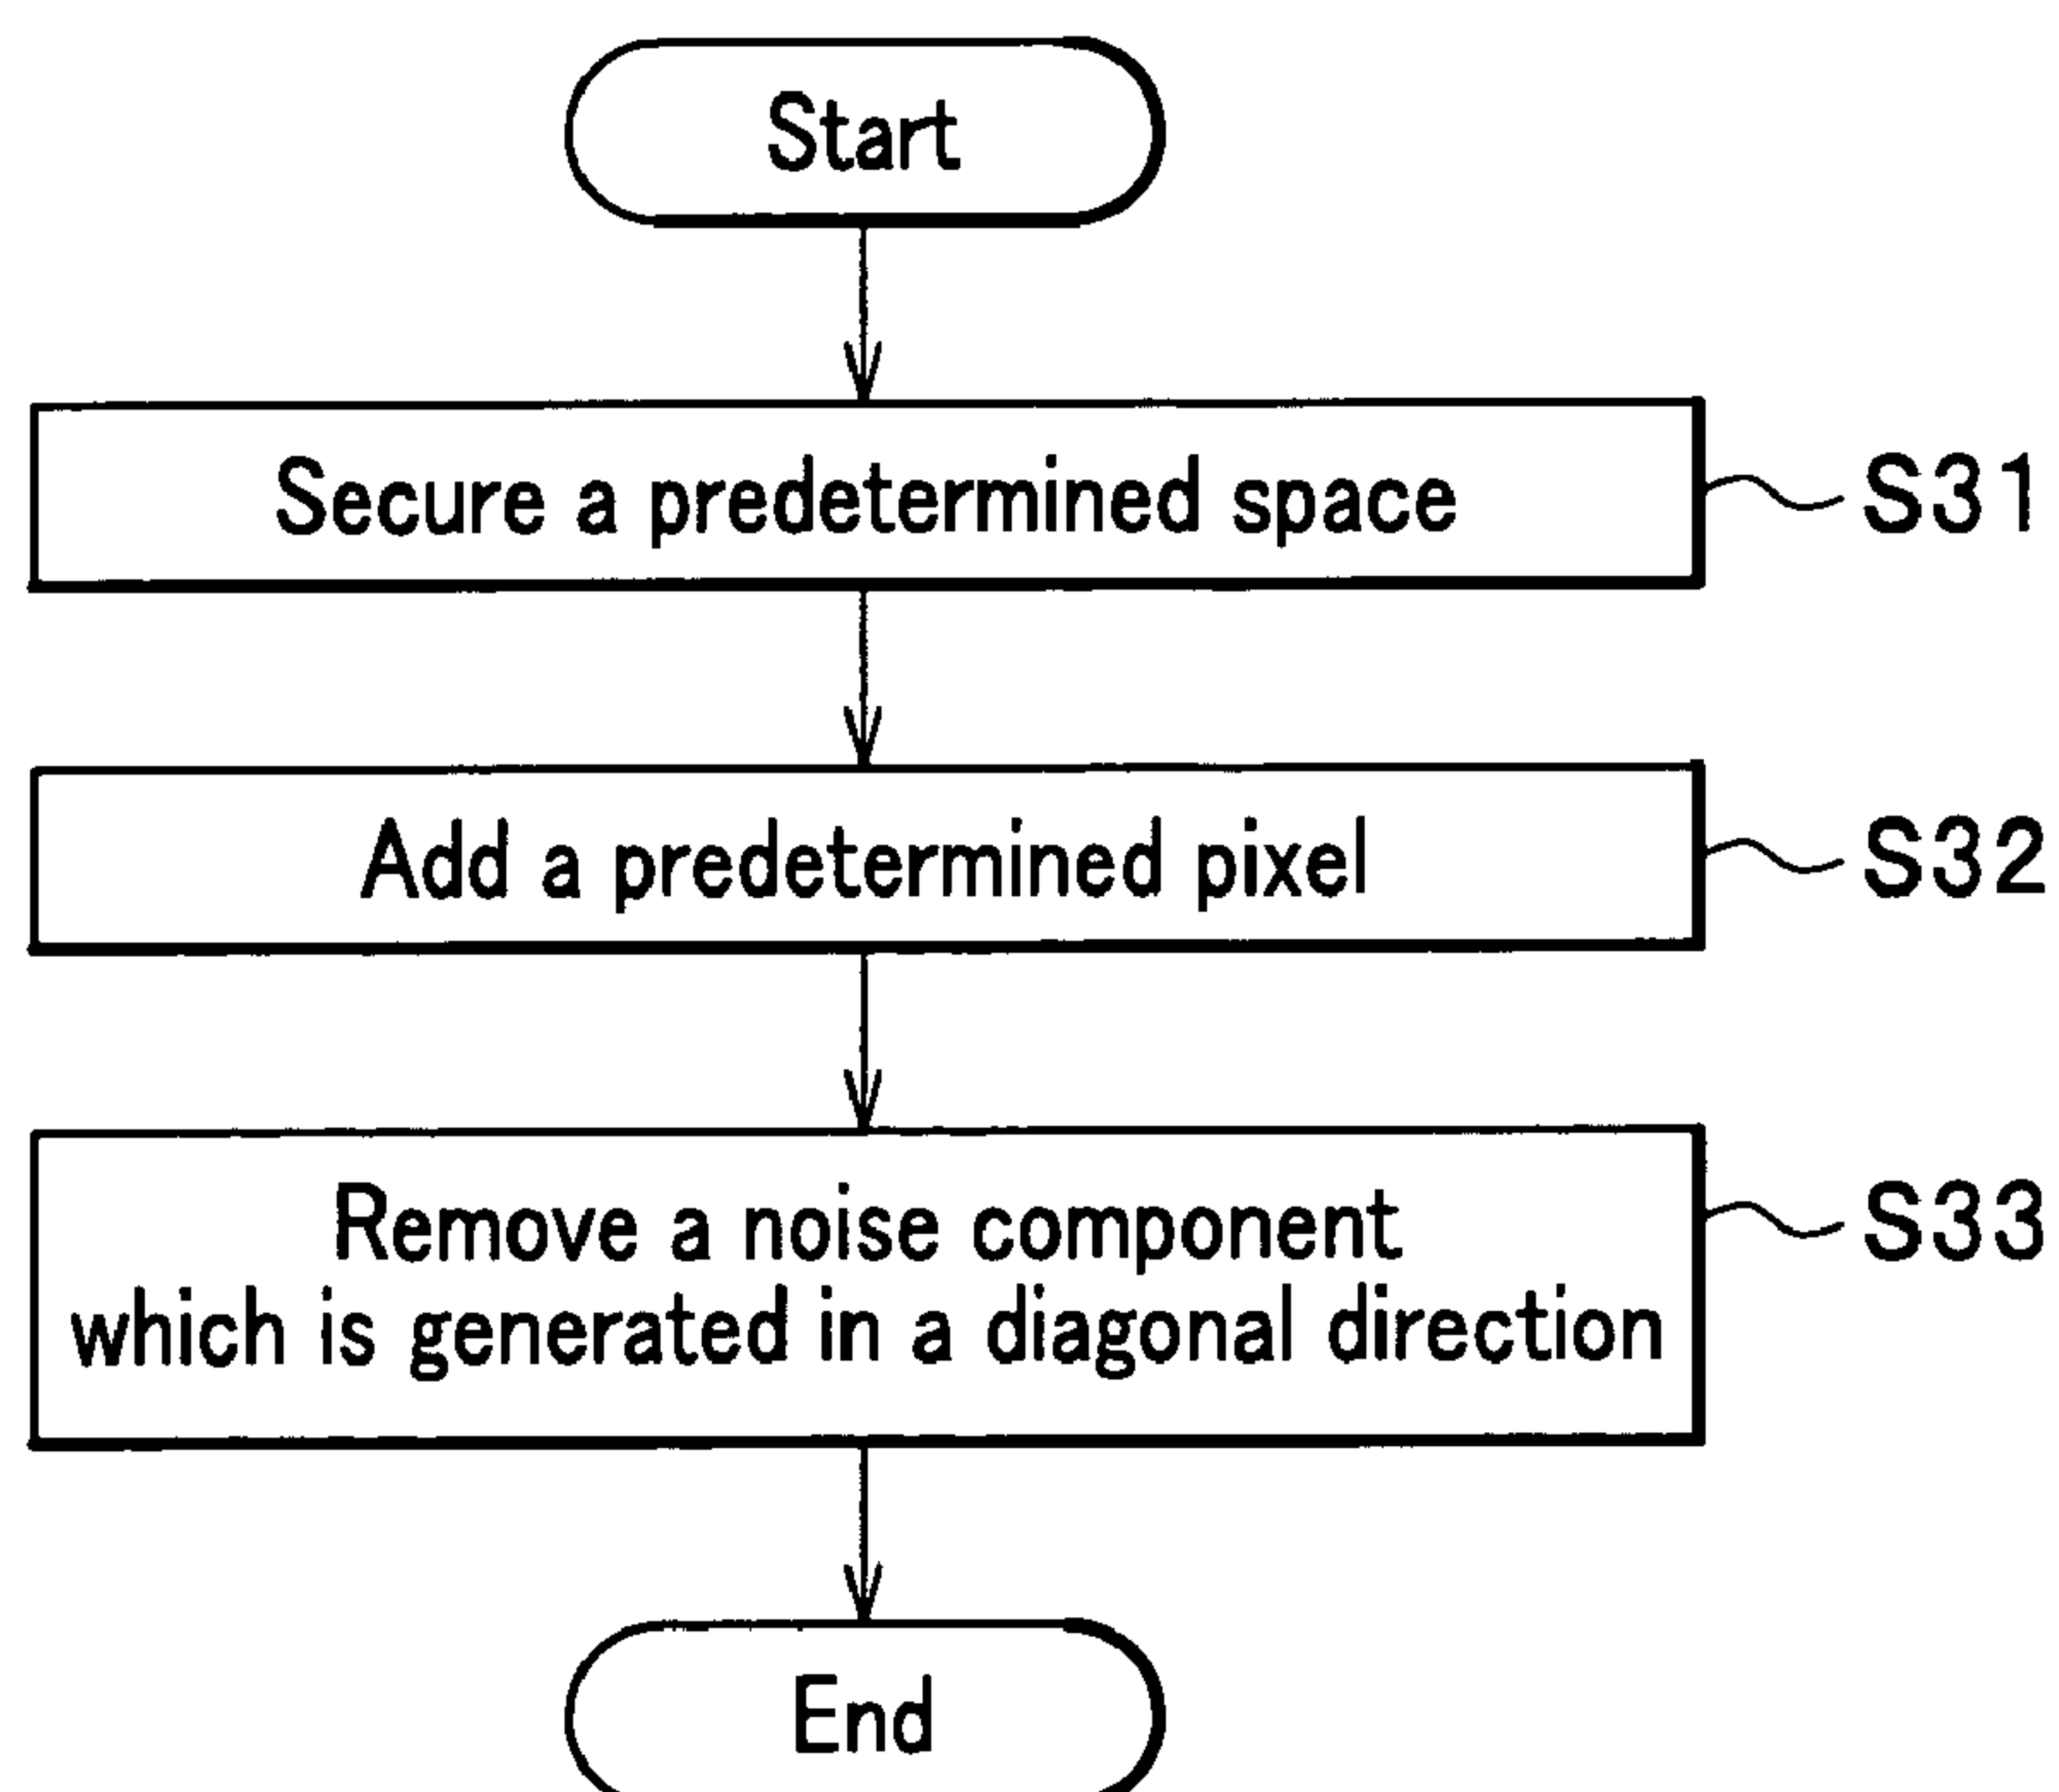 Start
Secure a predetermined space
S31
Add a predetermined pixel
S32
Remove a noise component
which is generated in a diagonal direction
S33
End